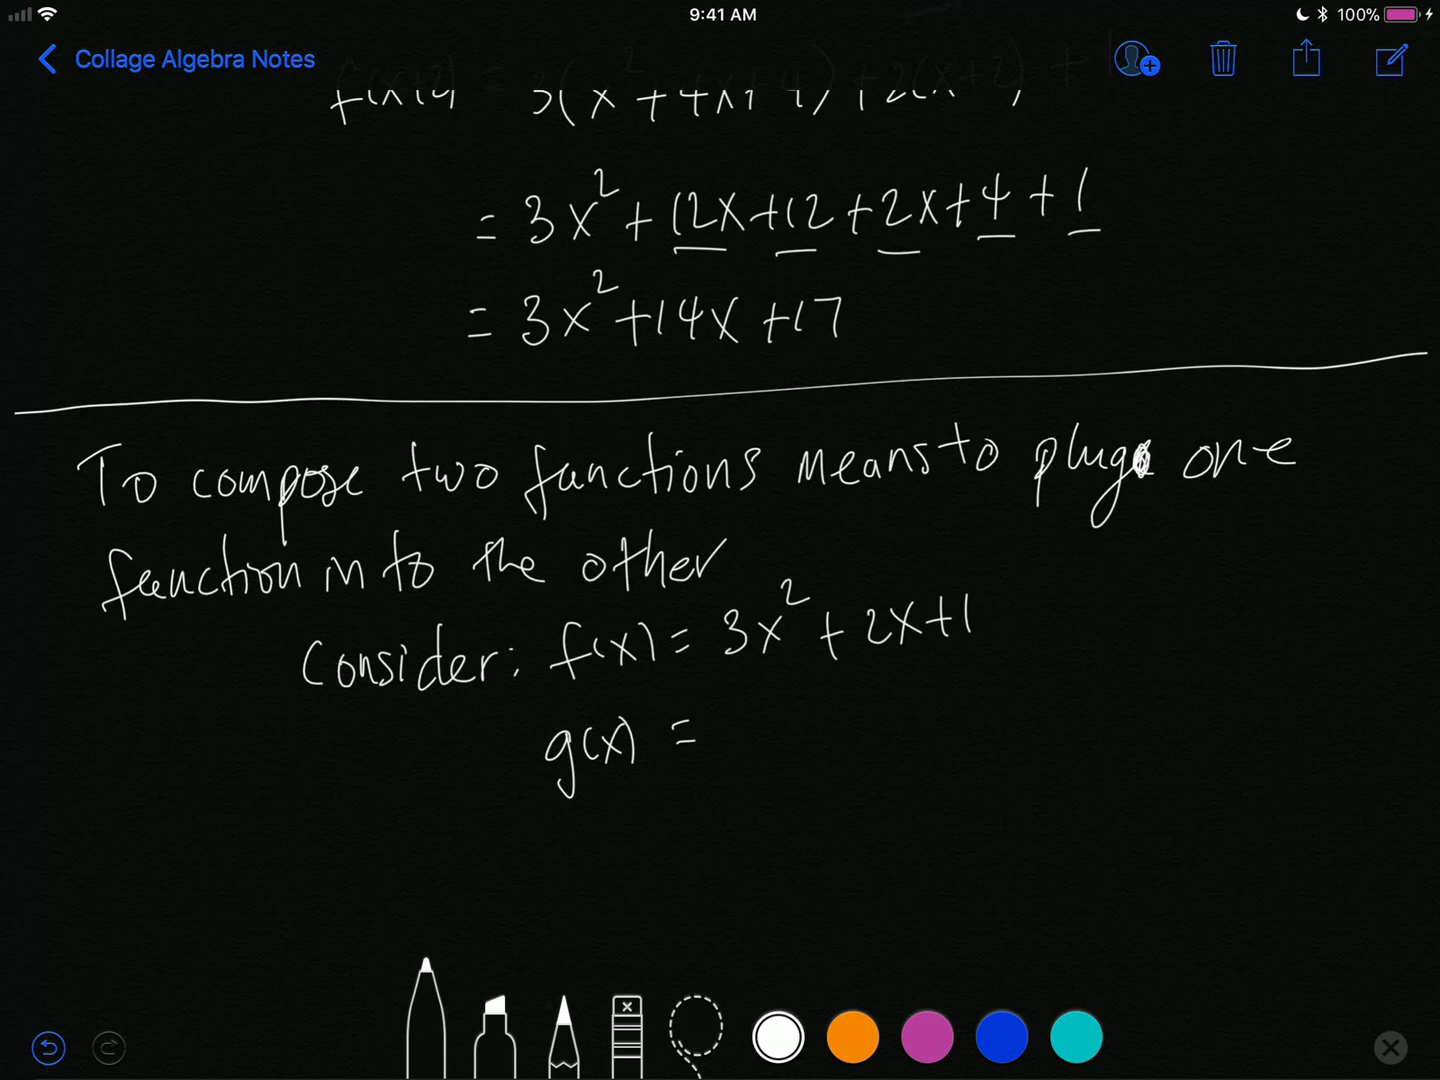 9:41 AM
100%
Collage Algebra Notes
= 3x² + 12x + 12 + 2x + 4 + 1
= 3x² + 14x + 17
To compose two functions means to plug one
function into the other
Consider: f(x) = 3x² + 2x + 1
g(x) =